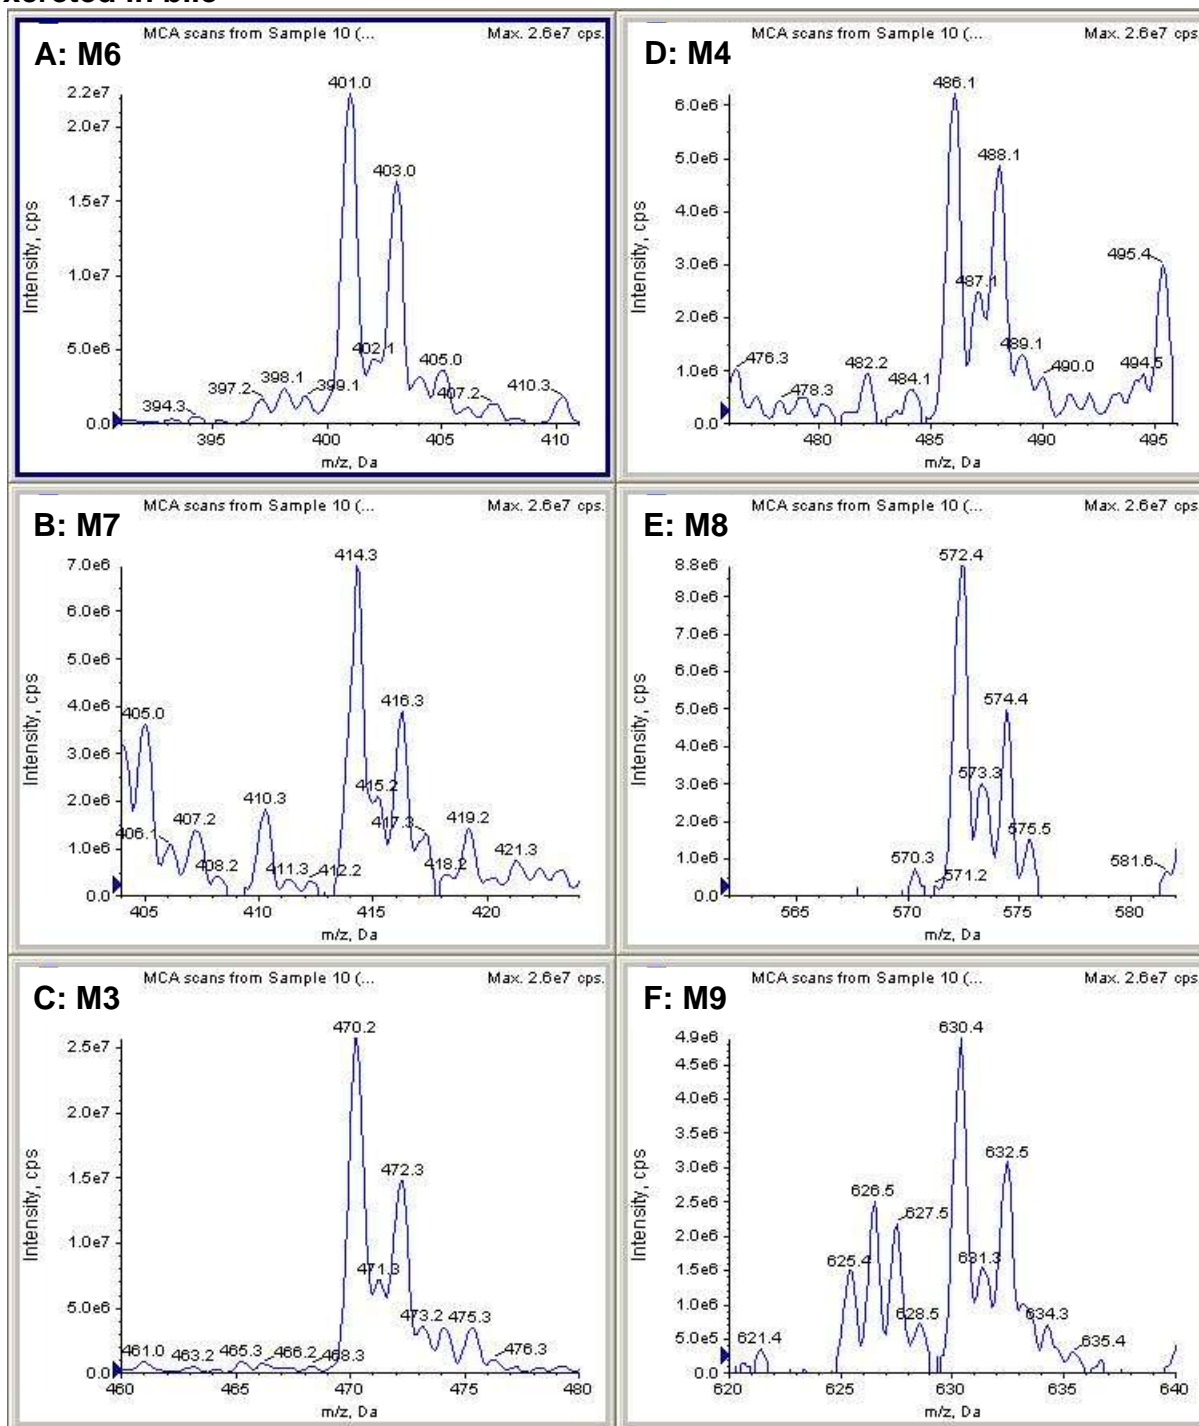 xcreted in bile
MCA scans from Sample 10 (... Max. 2.6e7 cps.
A: M6
401.0
403.0
402.1
405.0
397.2
398.1
399.1
394.3
407.2
410.3
2.2e7
2.0e7
1.5e7
1.0e7
5.0e6
0.0
Intensity, cps
395 400 405 410
m/z, Da
MCA scans from Sample 10 (... Max. 2.6e7 cps.
D: M4
486.1
488.1
487.1
495.4
489.1
490.0
494.5
476.3
478.3
482.2
484.1
6.0e6
5.0e6
4.0e6
3.0e6
2.0e6
1.0e6
0.0
Intensity, cps
480 485 490 495
m/z, Da
MCA scans from Sample 10 (... Max. 2.6e7 cps.
B: M7
414.3
416.3
415.2
417.3
405.0
406.1
407.2
408.2
410.3
411.3
412.2
418.2
419.2
421.3
7.0e6
6.0e6
5.0e6
4.0e6
3.0e6
2.0e6
1.0e6
0.0
Intensity, cps
405 410 415 420
m/z, Da
MCA scans from Sample 10 (... Max. 2.6e7 cps
E: M8
572.4
574.4
573.3
575.5
570.3
571.2
581.6
8.8e6
8.0e6
7.0e6
6.0e6
5.0e6
4.0e6
3.0e6
2.0e6
1.0e6
0.0
Intensity, cps
565 570 575 580
m/z, Da
MCA scans from Sample 10 (... Max. 2.6e7 cps.
C: M3
470.2
472.3
471.3
473.2
475.3
476.3
461.0
463.2
465.3
466.2
468.3
2.5e7
2.0e7
1.5e7
1.0e7
5.0e6
0.0
Intensity, cps
460 465 470 475 480
m/z, Da
MCA scans from Sample 10 (... Max. 2.6e7 cps
F: M9
630.4
632.5
631.3
626.5
627.5
625.4
628.5
621.4
634.3
635.4
4.9e6
4.5e6
4.0e6
3.5e6
3.0e6
2.5e6
2.0e6
1.5e6
1.0e6
5.0e5
0.0
Intensity, cps
620 625 630 635 640
m/z, Da